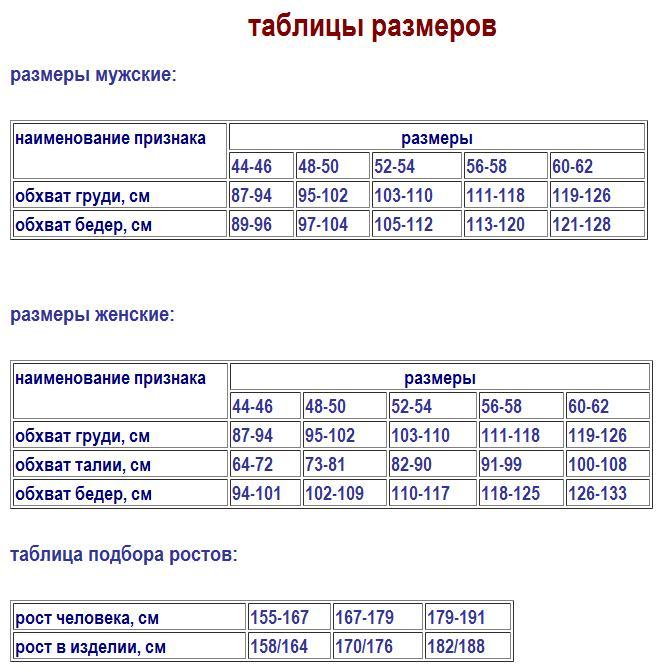 таблицы размеров
размеры мужские:
наименование признака размеры
44-46 48-50 52-54 56-58 60-62
обхват груди, см 87-94 95-102 103-110 111-118 119-126
обхват бедер, см 89-96 97-104 105-112 113-120 121-128
размеры женские:
наименование признака размеры
44-46 48-50 52-54 56-58 60-62
обхват груди, см 87-94 95-102 103-110 111-118 119-126
обхват талии, см 64-72 73-81 82-90 91-99 100-108
обхват бедер, см 94-101 102-109 110-117 118-125 126-133
таблица подбора ростов:
рост человека, см 155-167 167-179 179-191
рост в изделии, см 158/164 170/176 182/188